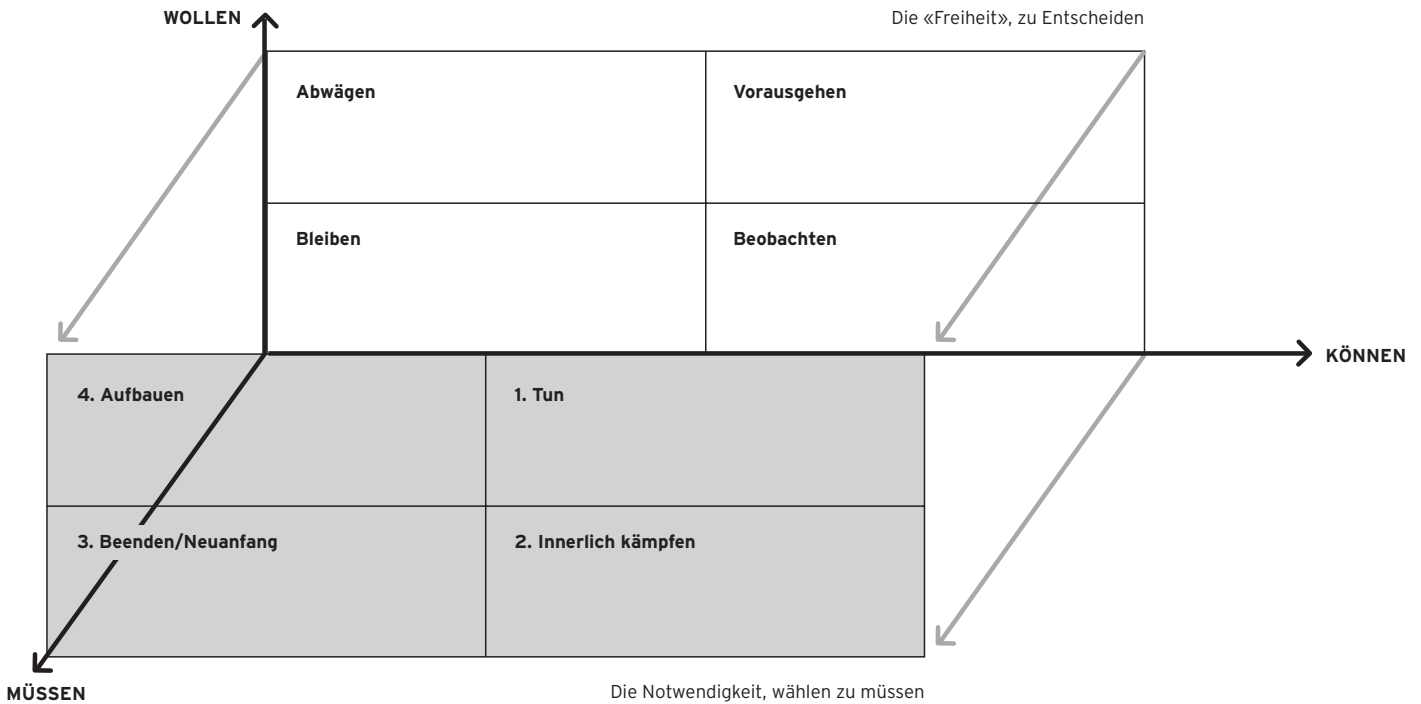 WOLLEN
Die «Freiheit», zu Entscheiden
Abwägen
Vorausgehen
Bleiben
Beobachten
KÖNNEN
4. Aufbauen
1. Tun
3. Beenden/Neuanfang
2. Innerlich kämpfen
MÜSSEN
Die Notwendigkeit, wählen zu müssen